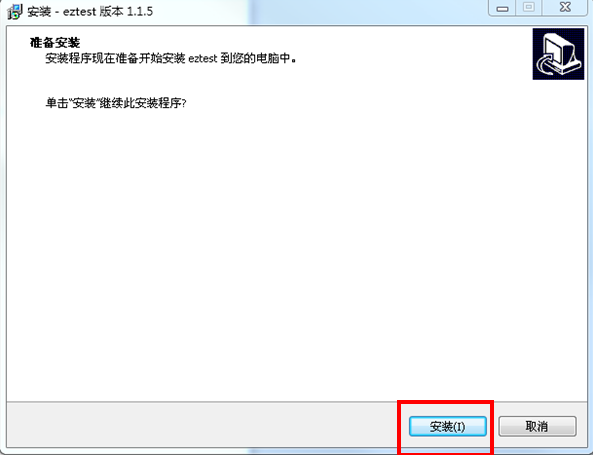 安装 - eztest 版本 1.1.5
准备安装
安装程序现在准备开始安装 eztest 到您的电脑中。
单击“安装”继续此安装程序?
安装(I)
取消